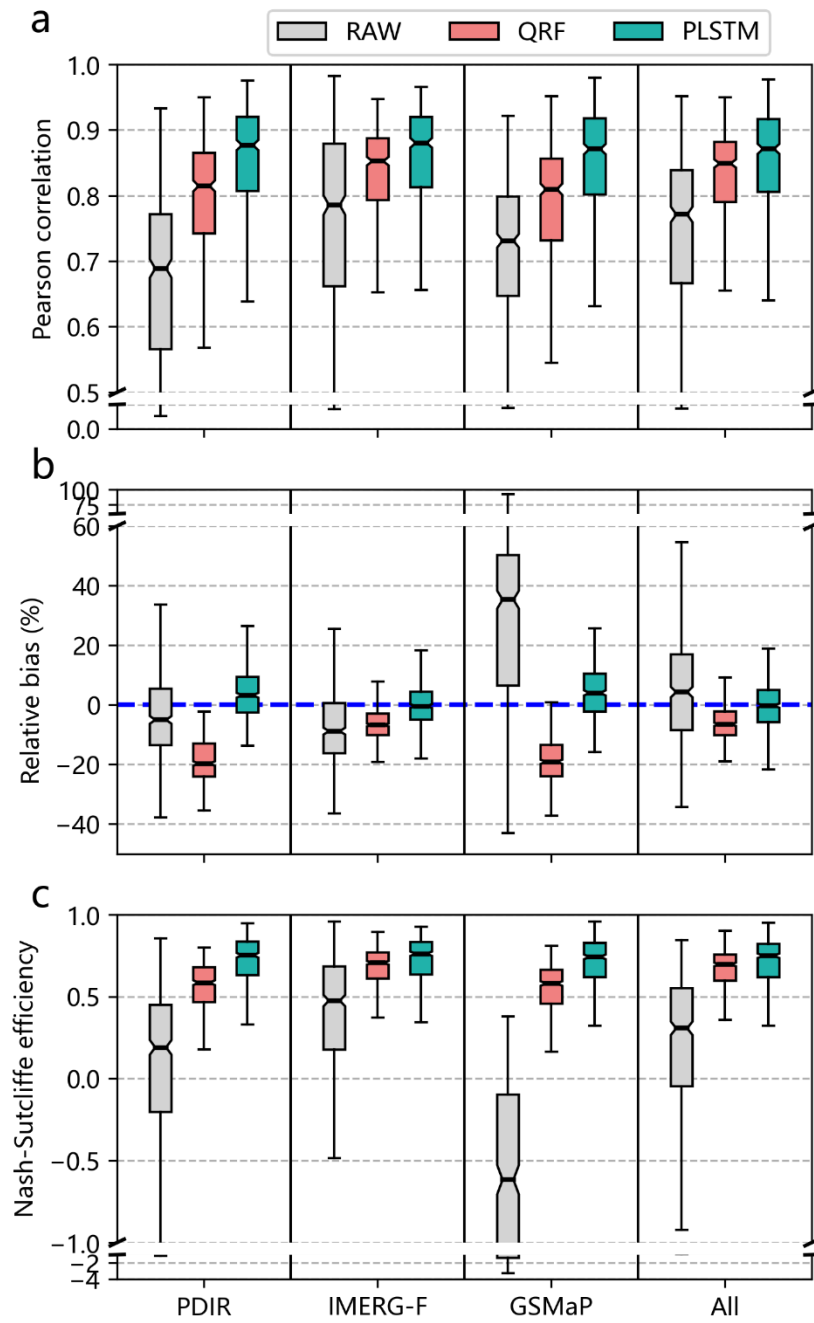 a
RAW QRF PLSTM
1.0
0.9
0.8
0.7
0.6
0.5
0.0
Pearson correlation
b
100
75
60
40
20
0
−20
−40
Relative bias (%)
c
1.0
0.5
0.0
−0.5
−1.0
−2
−4
Nash-Sutcliffe efficiency
PDIR IMERG-F GSMaP All